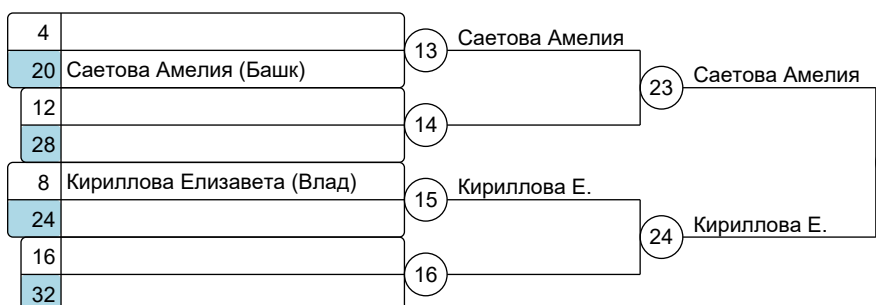 4
13 Саетова Амелия
20 Саетова Амелия (Башк)
23 Саетова Амелия
12
14
28
8 Кириллова Елизавета (Влад)
15 Кириллова Е.
24
24 Кириллова Е.
16
16
32